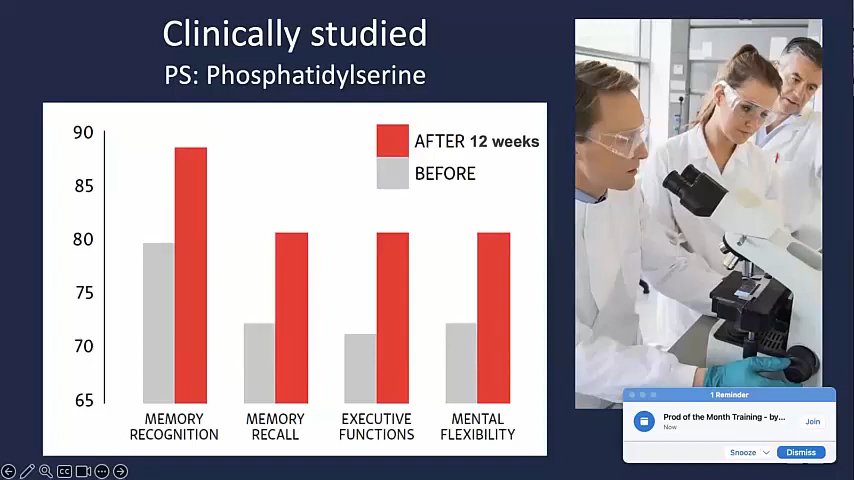 Clinically studied
PS: Phosphatidylserine
90
85
80
75
70
65
AFTER 12 weeks
BEFORE
MEMORY
RECOGNITION
MEMORY
RECALL
EXECUTIVE
FUNCTIONS
MENTAL
FLEXIBILITY
1 Reminder
Prod of the Month Training - by...
Now
Join
Snooze
Dismiss
CC